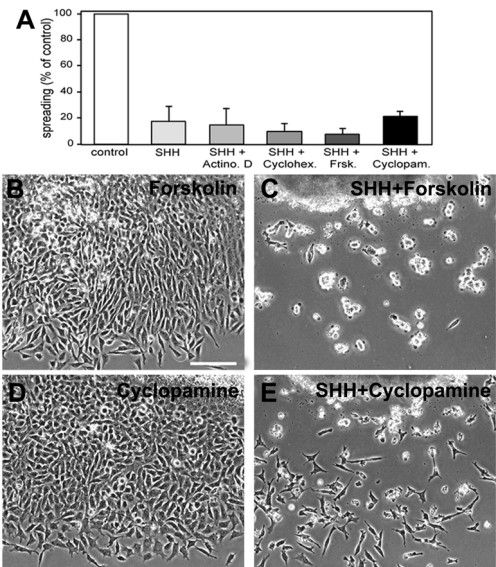 A
spreading (% of control)
100
80
60
40
20
0
control SHH SHH + SHH + SHH + SHH +
Actino. D Cyclohex. Frsk. Cyclopam.
B Forskolin
C SHH+Forskolin
D Cyclopamine
E SHH+Cyclopamine